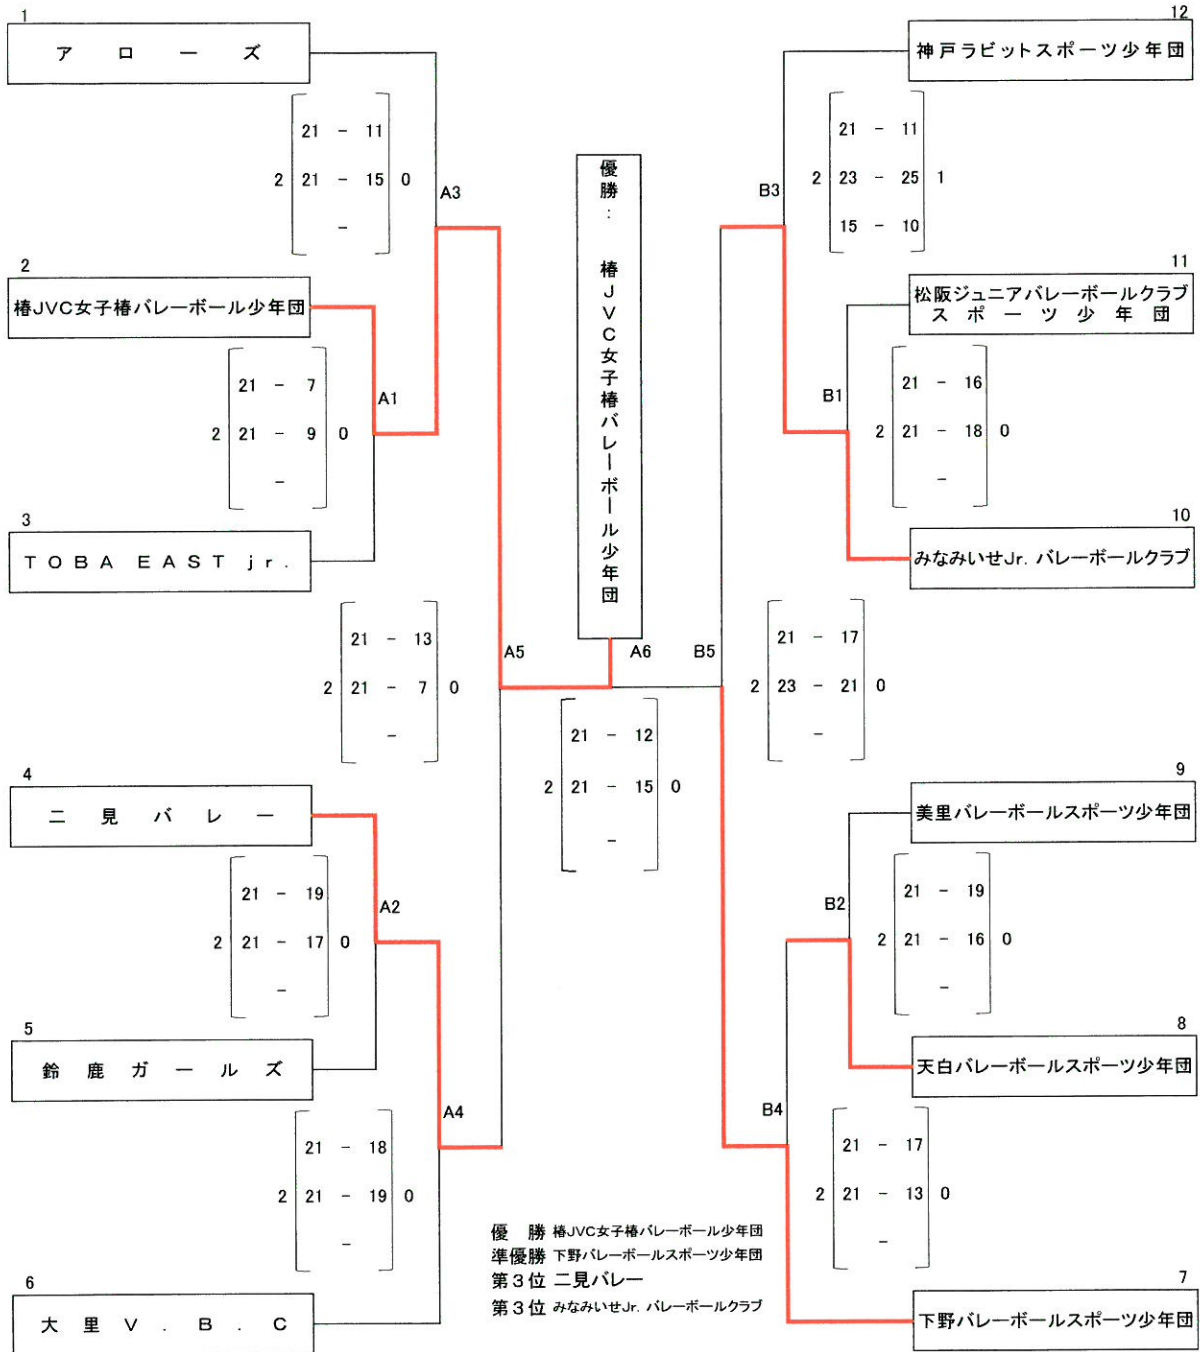 1
アローズ
21 - 11
2 21 - 15 0
-
A3
2
椿JVC女子椿バレーボール少年団
21 - 7
2 21 - 9 0
-
A1
3
TOBA EAST jr.
21 - 13
2 21 - 7 0
-
A5
4
二見バレー
21 - 19
2 21 - 17 0
-
A2
5
鈴鹿ガールズ
21 - 18
2 21 - 19 0
-
A4
6
大里V.B.C
優勝: 椿JVC女子椿バレーボール少年団
A6
21 - 12
2 21 - 15 0
-
12
神戸ラビットスポーツ少年団
B3
21 - 11
2 23 - 25 1
15 - 10
11
松阪ジュニアバレーボールクラブ
スポーツ少年団
B1
21 - 16
2 21 - 18 0
-
10
みなみいせJr. バレーボールクラブ
B5
21 - 17
2 23 - 21 0
-
9
美里バレーボールスポーツ少年団
B2
21 - 19
2 21 - 16 0
-
8
天白バレーボールスポーツ少年団
B4
21 - 17
2 21 - 13 0
-
7
下野バレーボールスポーツ少年団
優 勝 椿JVC女子椿バレーボール少年団
準優勝 下野バレーボールスポーツ少年団
第3位 二見バレー
第3位 みなみいせJr. バレーボールクラブ